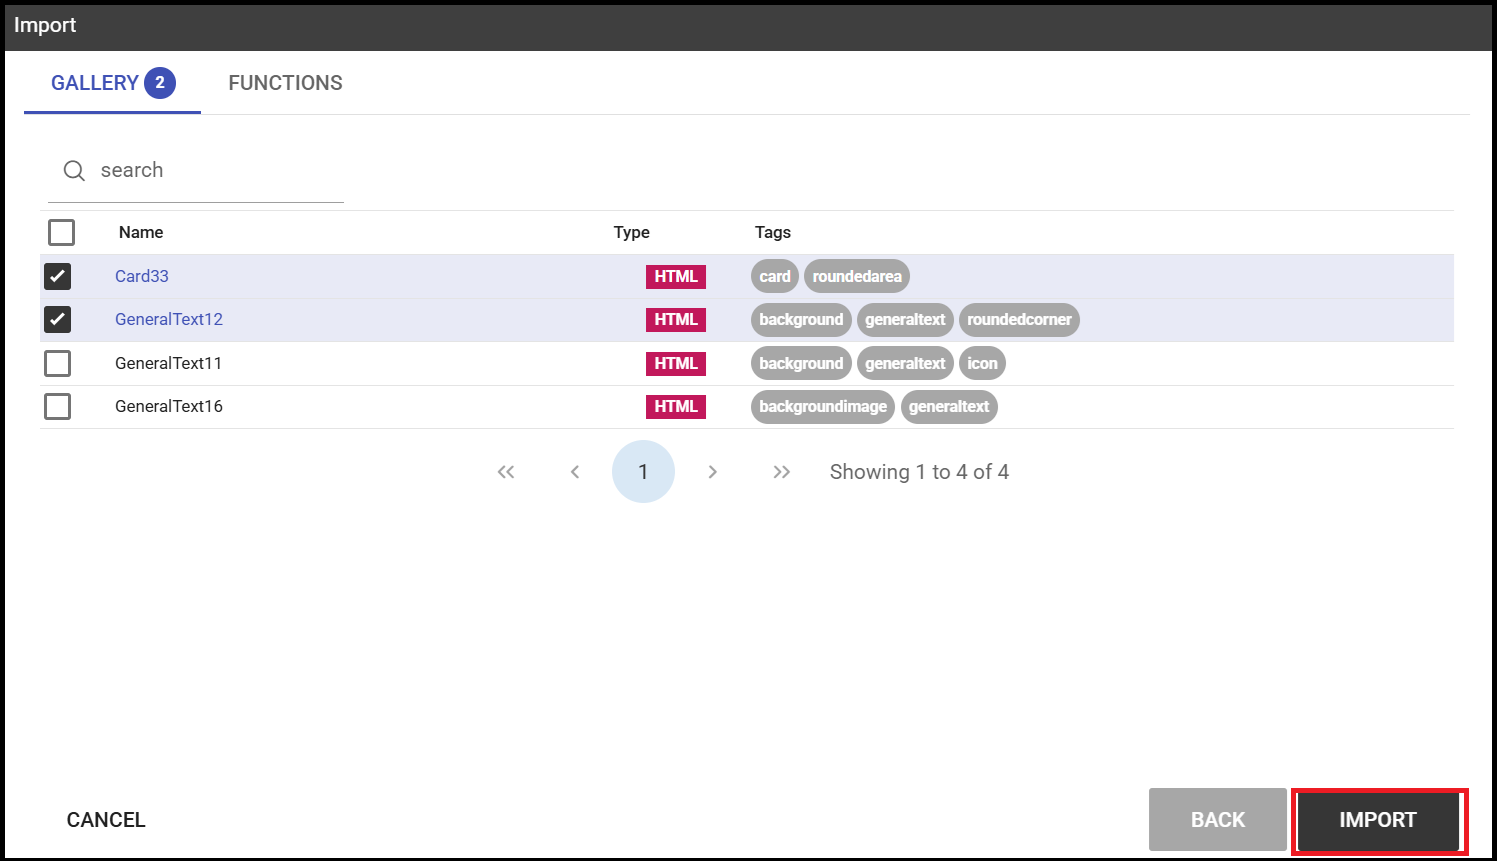 Import
GALLERY 2 FUNCTIONS
search
Name Type Tags
Card33 HTML card roundedarea
GeneralText12 HTML background generaltext roundedcorner
GeneralText11 HTML background generaltext icon
GeneralText16 HTML backgroundimage generaltext
« ‹ 1 › » Showing 1 to 4 of 4
CANCEL BACK IMPORT